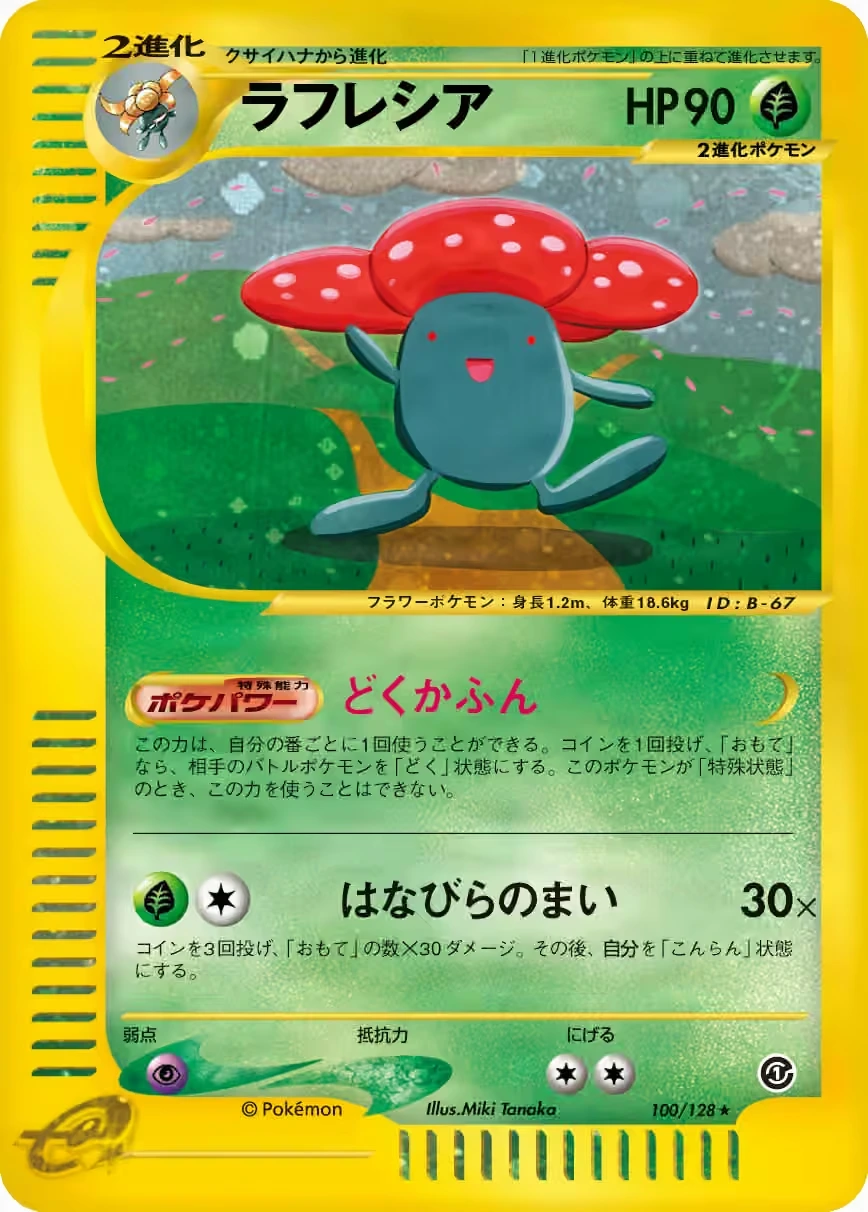 2進化
クサイハナから進化
「1進化ポケモン」の上に重ねて進化させます。
ラフレシア
HP90
2進化ポケモン
フラワーポケモン：身長1.2m、体重18.6kg ID：B-67
特殊能力
ポケパワー
どくかふん
この力は、自分の番ごとに1回使うことができる。コインを1回投げ、「おもて」
なら、相手のバトルポケモンを「どく」状態にする。このポケモンが「特殊状態」
のとき、この力を使うことはできない。
はなびらのまい
30×
コインを3回投げ、「おもて」の数×30ダメージ。その後、自分を「こんらん」状態
にする。
弱点
抵抗力
にげる
© Pokémon
Illus.Miki Tanaka
100/128★